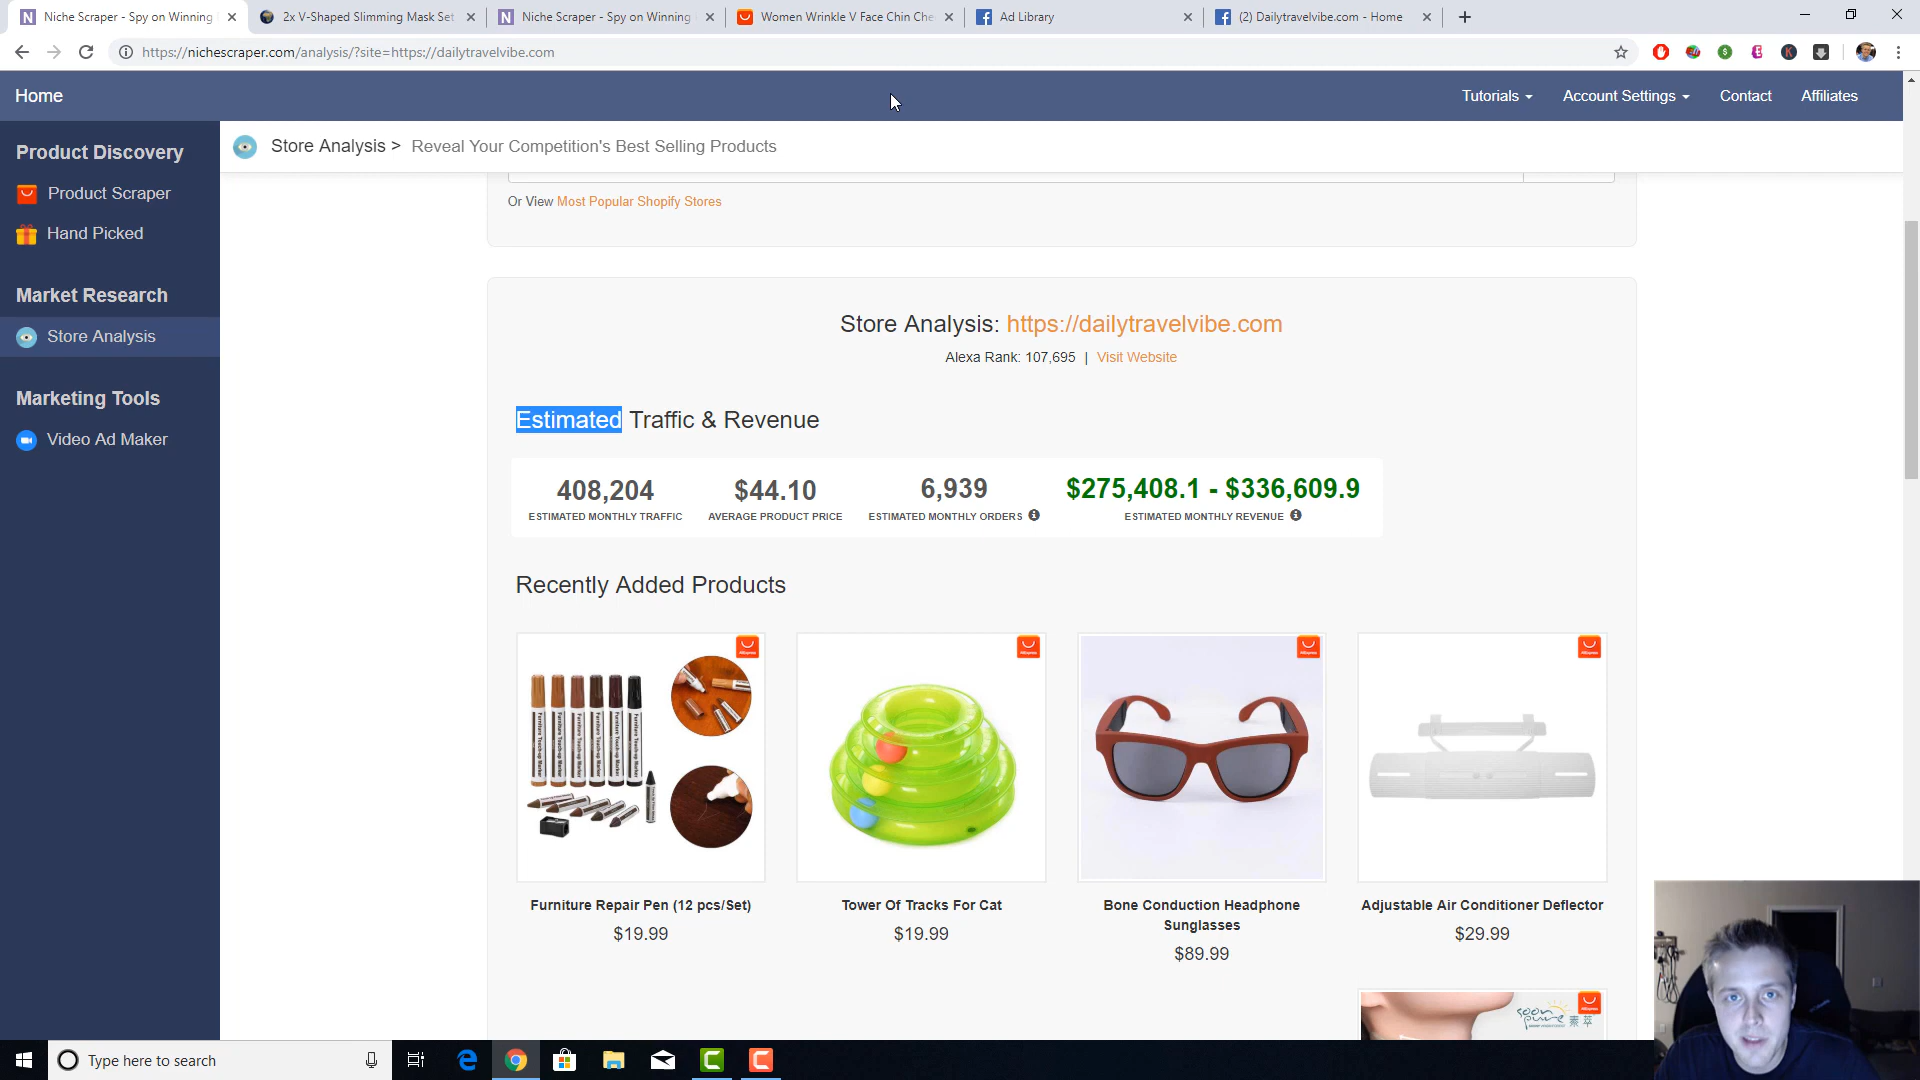 Niche Scraper - Spy on Winning
2x V-Shaped Slimming Mask Set
Niche Scraper - Spy on Winning
Women Wrinkle V Face Chin Che
Ad Library
(2) Dailytravelvibe.com - Home
https://nichescraper.com/analysis/?site=https://dailytravelvibe.com
Home
Tutorials
Account Settings
Contact
Affiliates
Product Discovery
Product Scraper
Hand Picked
Market Research
Store Analysis
Marketing Tools
Video Ad Maker
Store Analysis > Reveal Your Competition's Best Selling Products
Or View Most Popular Shopify Stores
Store Analysis: https://dailytravelvibe.com
Alexa Rank: 107,695 | Visit Website
Estimated Traffic & Revenue
408,204
ESTIMATED MONTHLY TRAFFIC
$44.10
AVERAGE PRODUCT PRICE
6,939
ESTIMATED MONTHLY ORDERS
$275,408.1 - $336,609.9
ESTIMATED MONTHLY REVENUE
Recently Added Products
Furniture Repair Pen (12 pcs/Set)
$19.99
Tower Of Tracks For Cat
$19.99
Bone Conduction Headphone
Sunglasses
$89.99
Adjustable Air Conditioner Deflector
$29.99
soon
pure
素萃
Type here to search